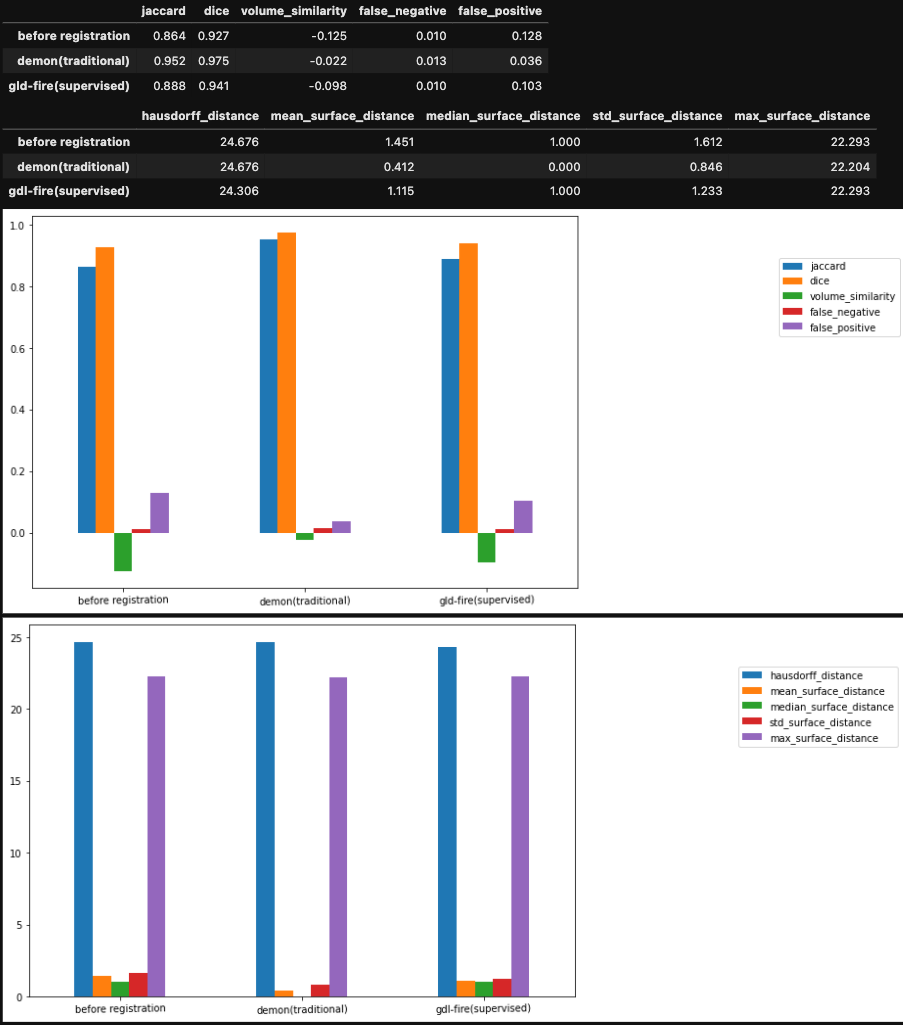 jaccard dice volume_similarity false_negative false_positive
before registration 0.864 0.927 -0.125 0.010 0.128
demon(traditional) 0.952 0.975 -0.022 0.013 0.036
gld-fire(supervised) 0.888 0.941 -0.098 0.010 0.103
hausdorff_distance mean_surface_distance median_surface_distance std_surface_distance max_surface_distance
before registration 24.676 1.451 1.000 1.612 22.293
demon(traditional) 24.676 0.412 0.000 0.846 22.204
gdl-fire(supervised) 24.306 1.115 1.000 1.233 22.293
1.0
0.8
0.6
0.4
0.2
0.0
before registration demon(traditional) gld-fire(supervised)
jaccard
dice
volume_similarity
false_negative
false_positive
25
20
15
10
5
0
before registration demon(traditional) gdl-fire(supervised)
hausdorff_distance
mean_surface_distance
median_surface_distance
std_surface_distance
max_surface_distance